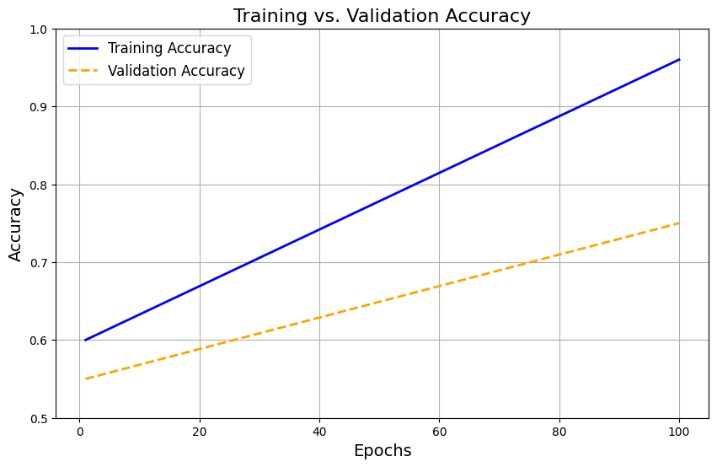 Training vs. Validation Accuracy
Training Accuracy
Validation Accuracy
1.0
0.9
0.8
0.7
0.6
0.5
Accuracy
0 20 40 60 80 100
Epochs